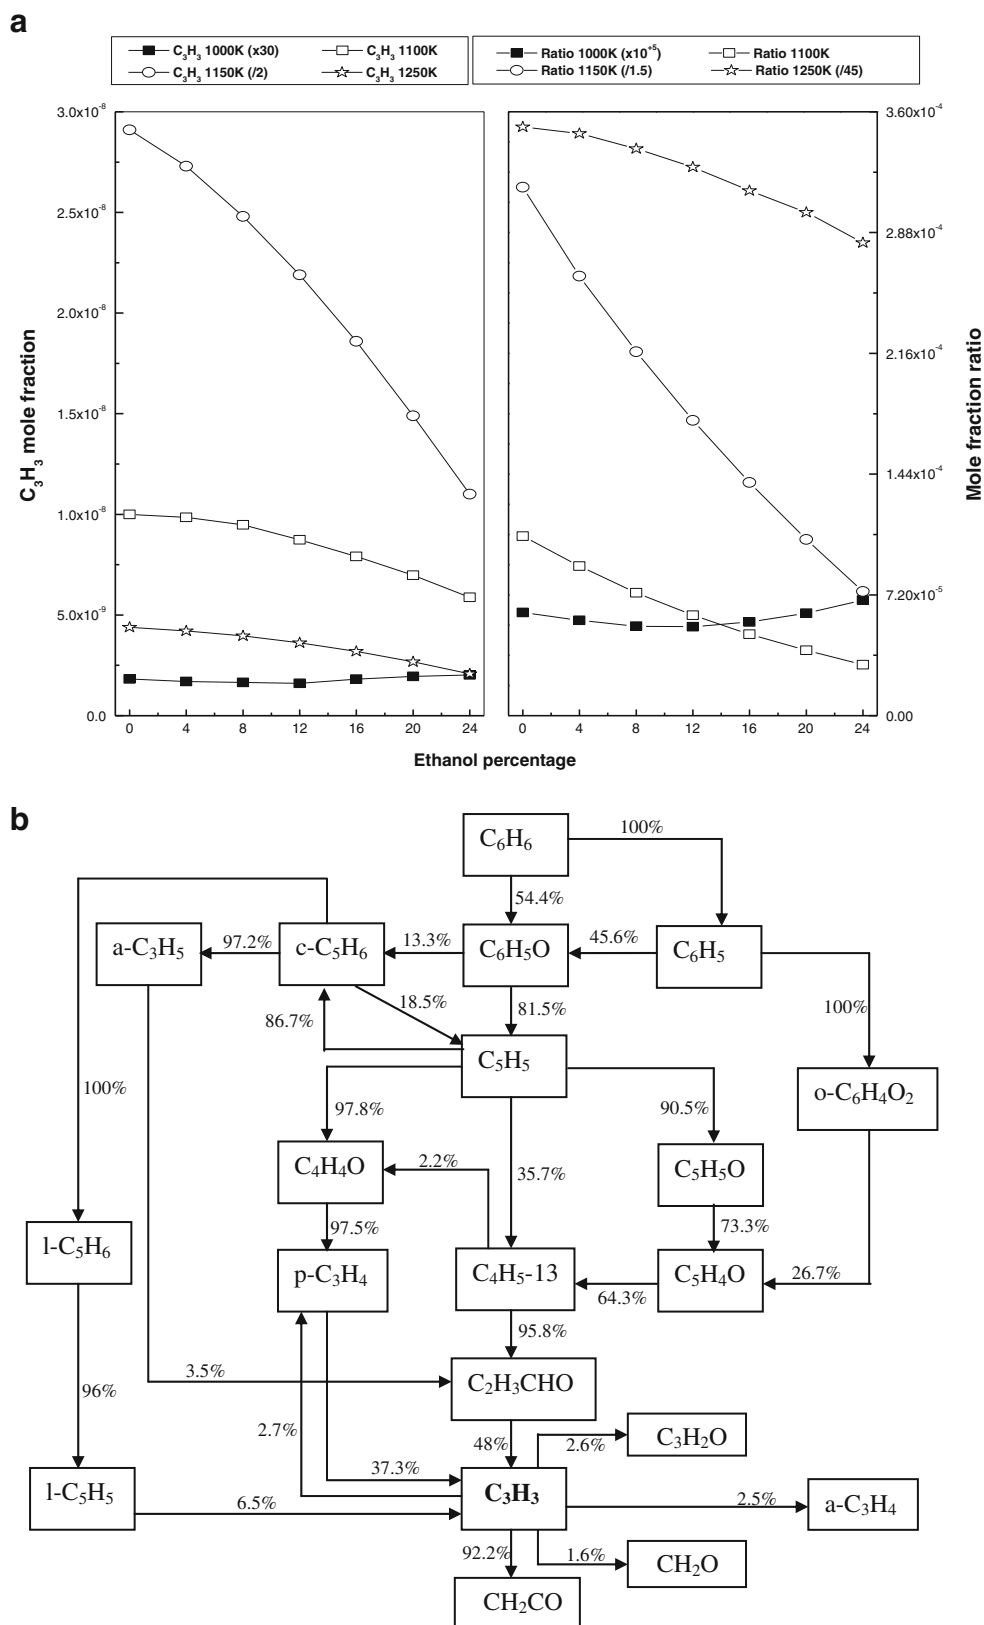 a
C₃H₃ 1000K (x30) C₃H₃ 1100K
C₃H₃ 1150K (/2) C₃H₃ 1250K
Ratio 1000K (x10⁺⁵) Ratio 1100K
Ratio 1150K (/1.5) Ratio 1250K (/45)
3.0x10⁻⁸
2.5x10⁻⁸
2.0x10⁻⁸
1.5x10⁻⁸
1.0x10⁻⁸
5.0x10⁻⁹
0.0
C₃H₃ mole fraction
0 4 8 12 16 20 24
3.60x10⁻⁴
2.88x10⁻⁴
2.16x10⁻⁴
1.44x10⁻⁴
7.20x10⁻⁵
0.00
Mole fraction ratio
0 4 8 12 16 20 24
Ethanol percentage
b
C₆H₆
100%
54.4%
a-C₃H₅
97.2%
c-C₅H₆
13.3%
C₆H₅O
45.6%
C₆H₅
86.7%
18.5%
81.5%
100%
C₅H₅
100%
97.8%
90.5%
o-C₆H₄O₂
C₄H₄O
2.2%
35.7%
C₅H₅O
97.5%
73.3%
l-C₅H₆
p-C₃H₄
C₄H₅-13
64.3%
C₅H₄O
26.7%
95.8%
3.5%
C₂H₃CHO
96%
2.7%
48%
2.6%
C₃H₂O
37.3%
l-C₅H₅
6.5%
C₃H₃
2.5%
a-C₃H₄
92.2%
1.6%
CH₂O
CH₂CO